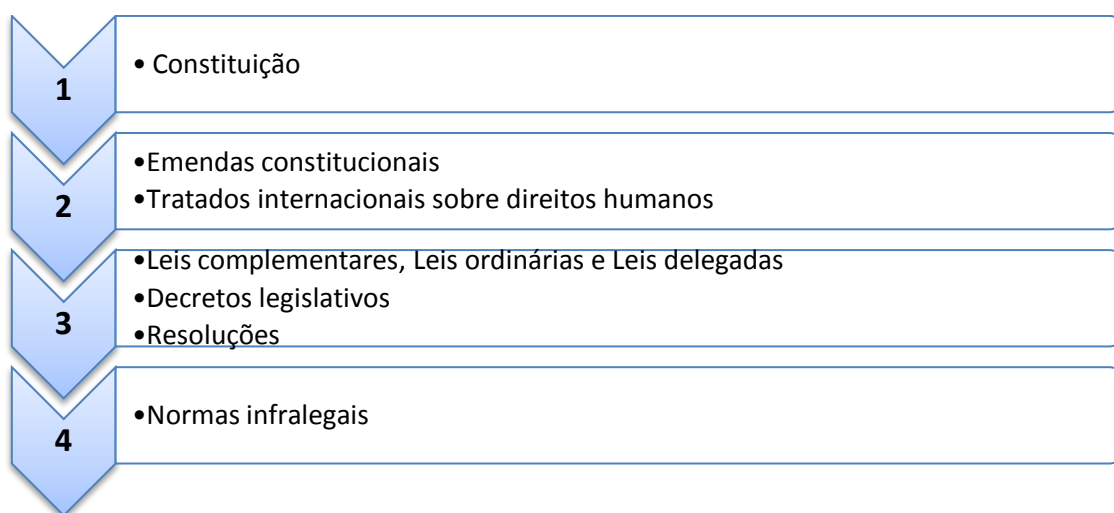 1
• Constituição
2
•Emendas constitucionais
•Tratados internacionais sobre direitos humanos
3
•Leis complementares, Leis ordinárias e Leis delegadas
•Decretos legislativos
•Resoluções
4
•Normas infralegais